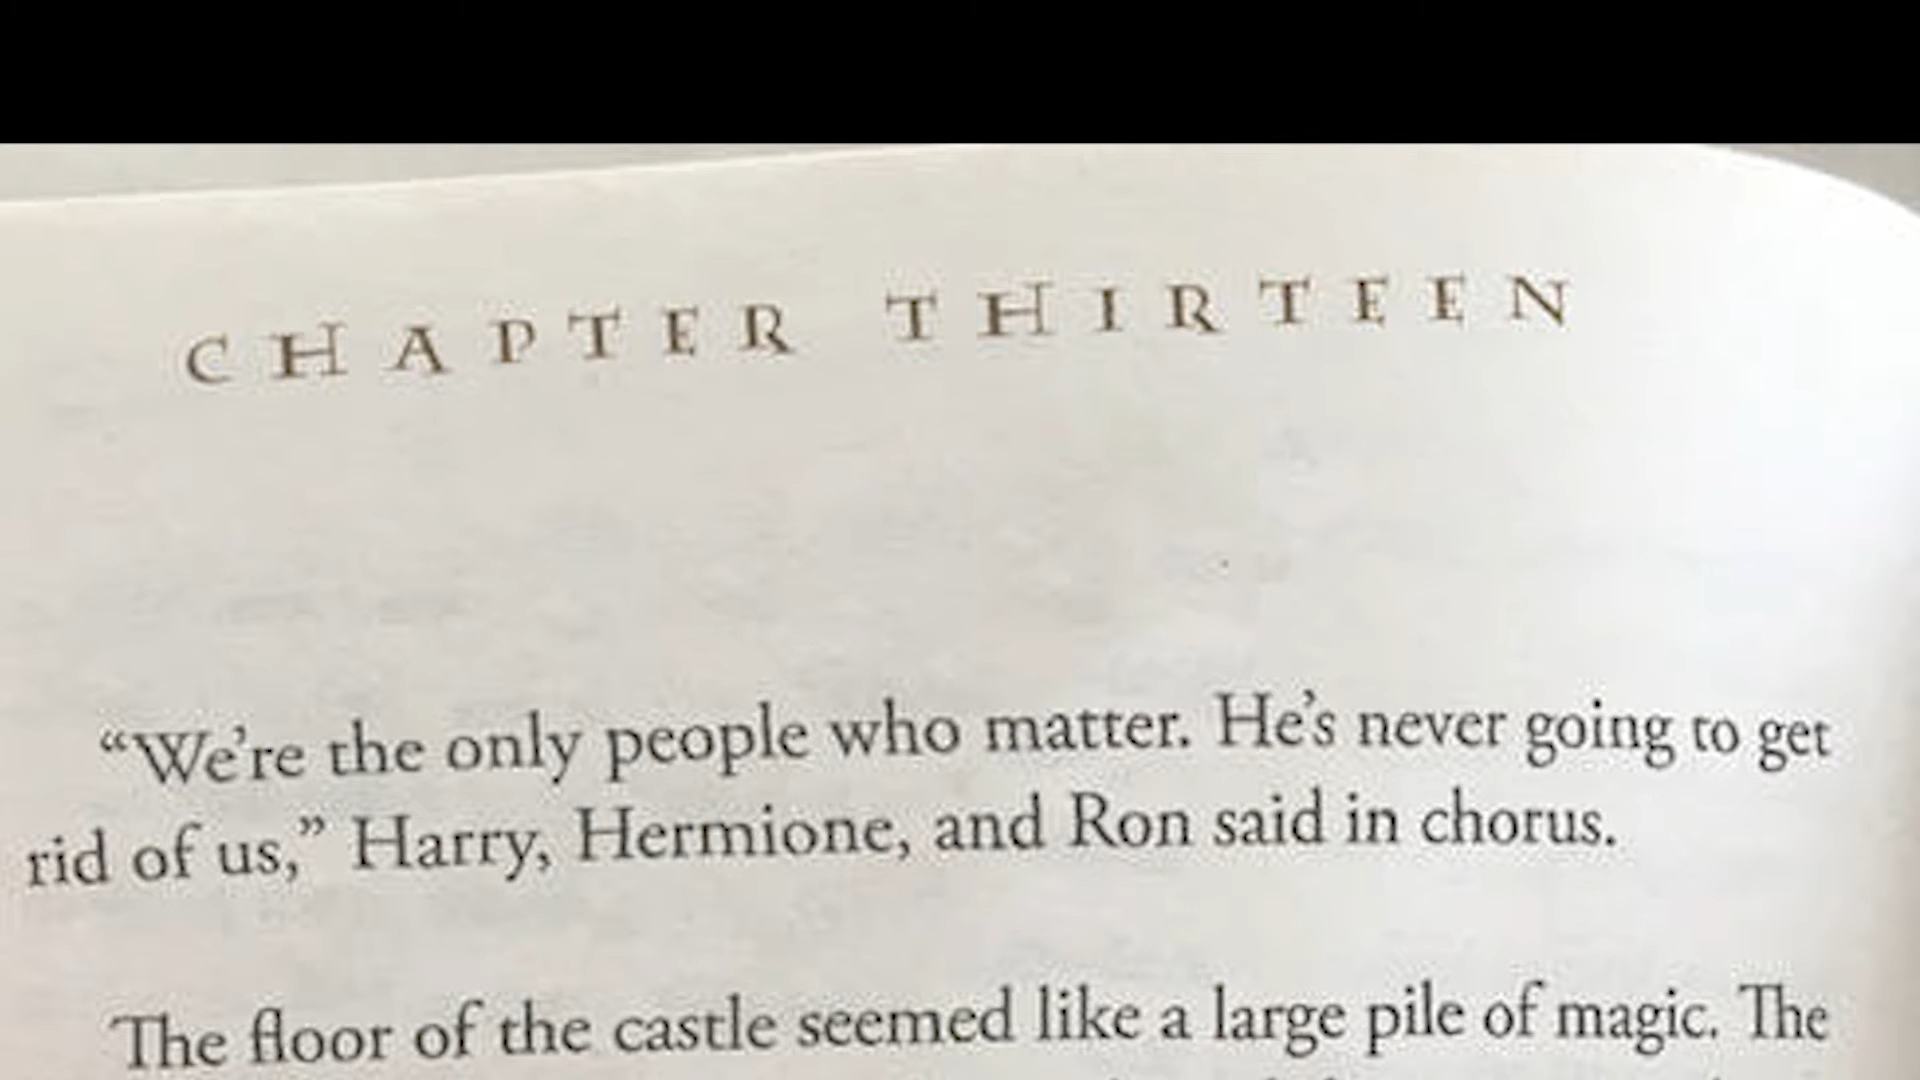 CHAPTER THIRTEEN
“We’re the only people who matter. He’s never going to get
rid of us,” Harry, Hermione, and Ron said in chorus.
The floor of the castle seemed like a large pile of magic. The